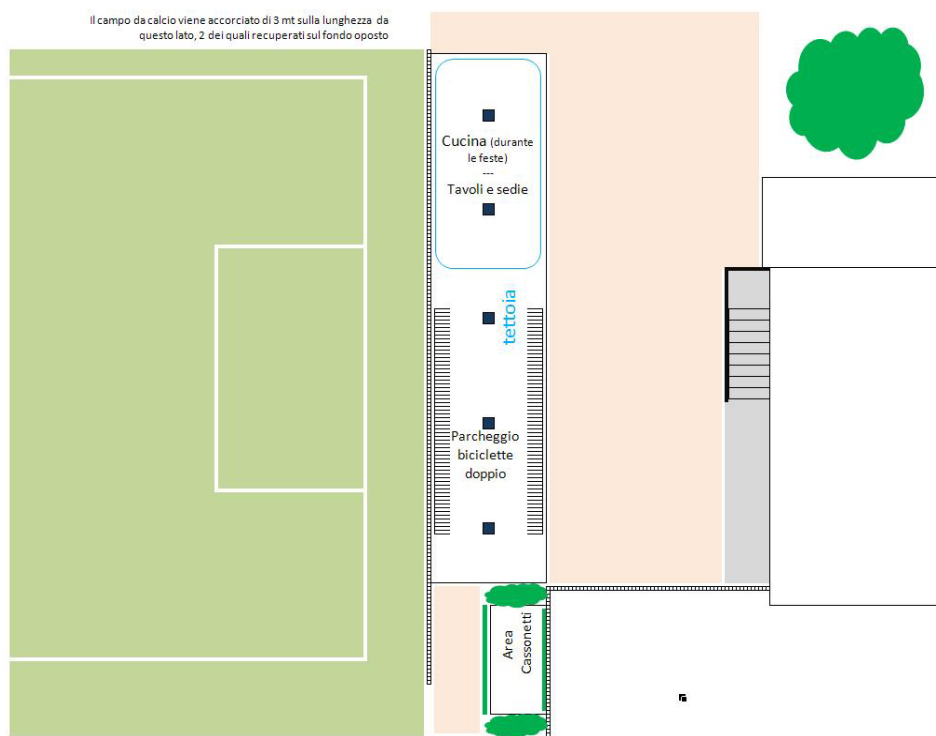 Il campo da calcio viene accorciato di 3 mt sulla lunghezza da
questo lato, 2 dei quali recuperati sul fondo oposto
Cucina (durante
le feste)
---
Tavoli e sedie
tettoia
Parcheggio
biciclette
doppio
Area
Cassonetti